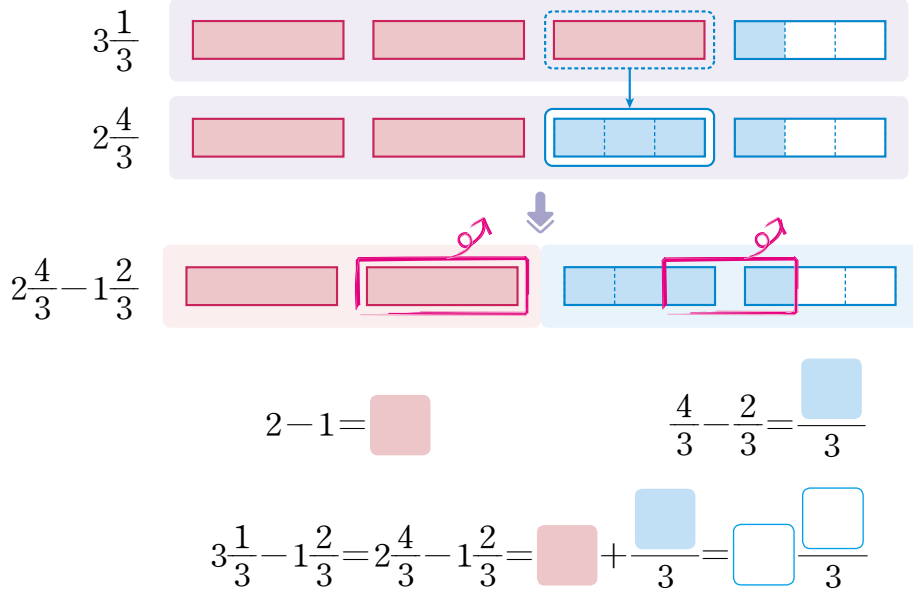 3 1/3
2 4/3
2 4/3 − 1 2/3
2 − 1 =
4/3 − 2/3 = /3
3 1/3 − 1 2/3 = 2 4/3 − 1 2/3 = + /3 = /3